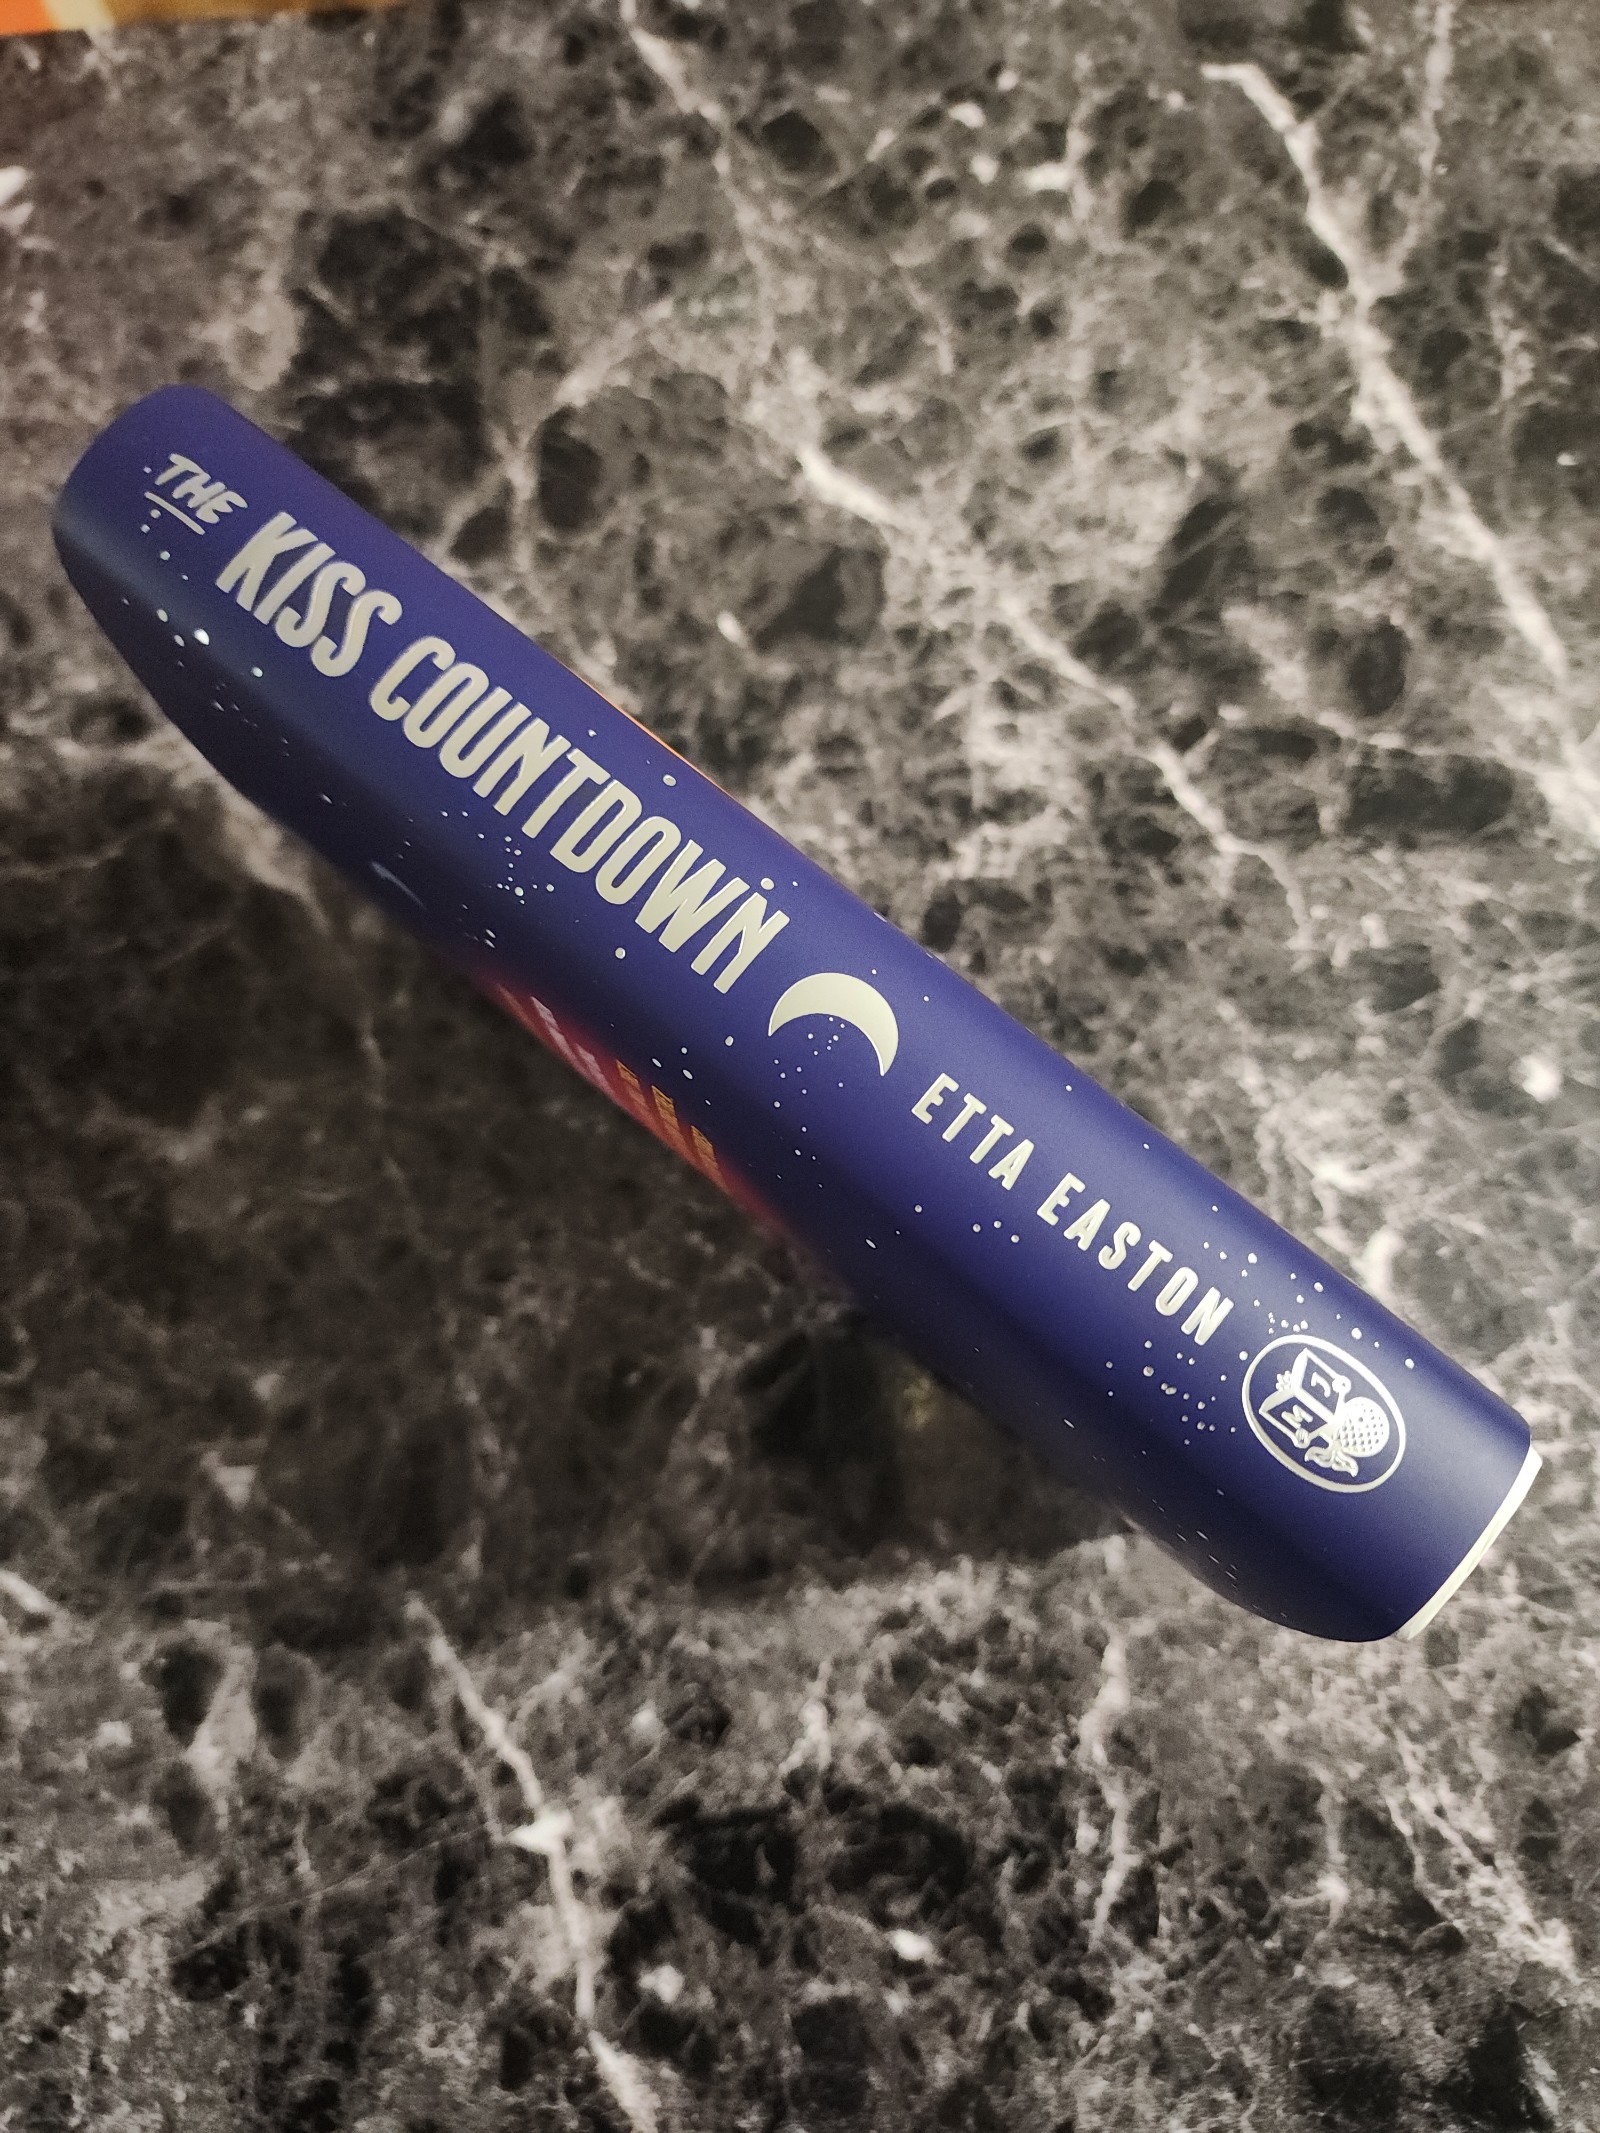 THE KISS COUNTDOWN
ETTA EASTON
M J